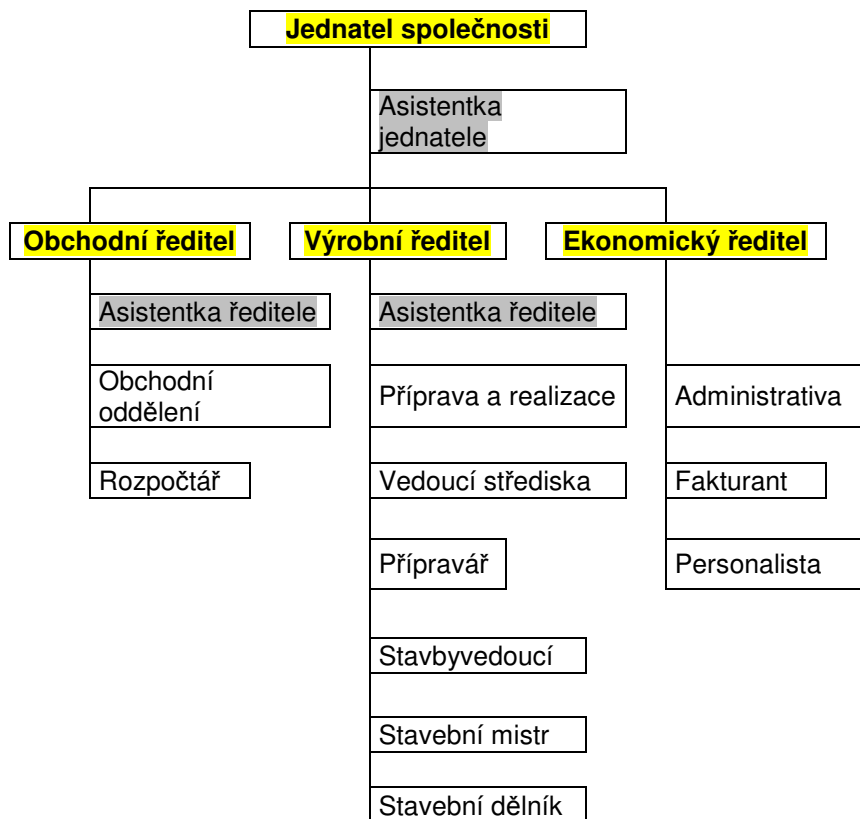 Jednatel společnosti
Asistentka
jednatele
Obchodní ředitel
Výrobní ředitel
Ekonomický ředitel
Asistentka ředitele
Asistentka ředitele
Obchodní
oddělení
Příprava a realizace
Administrativa
Rozpočtář
Vedoucí střediska
Fakturant
Přípravář
Personalista
Stavbyvedoucí
Stavební mistr
Stavební dělník